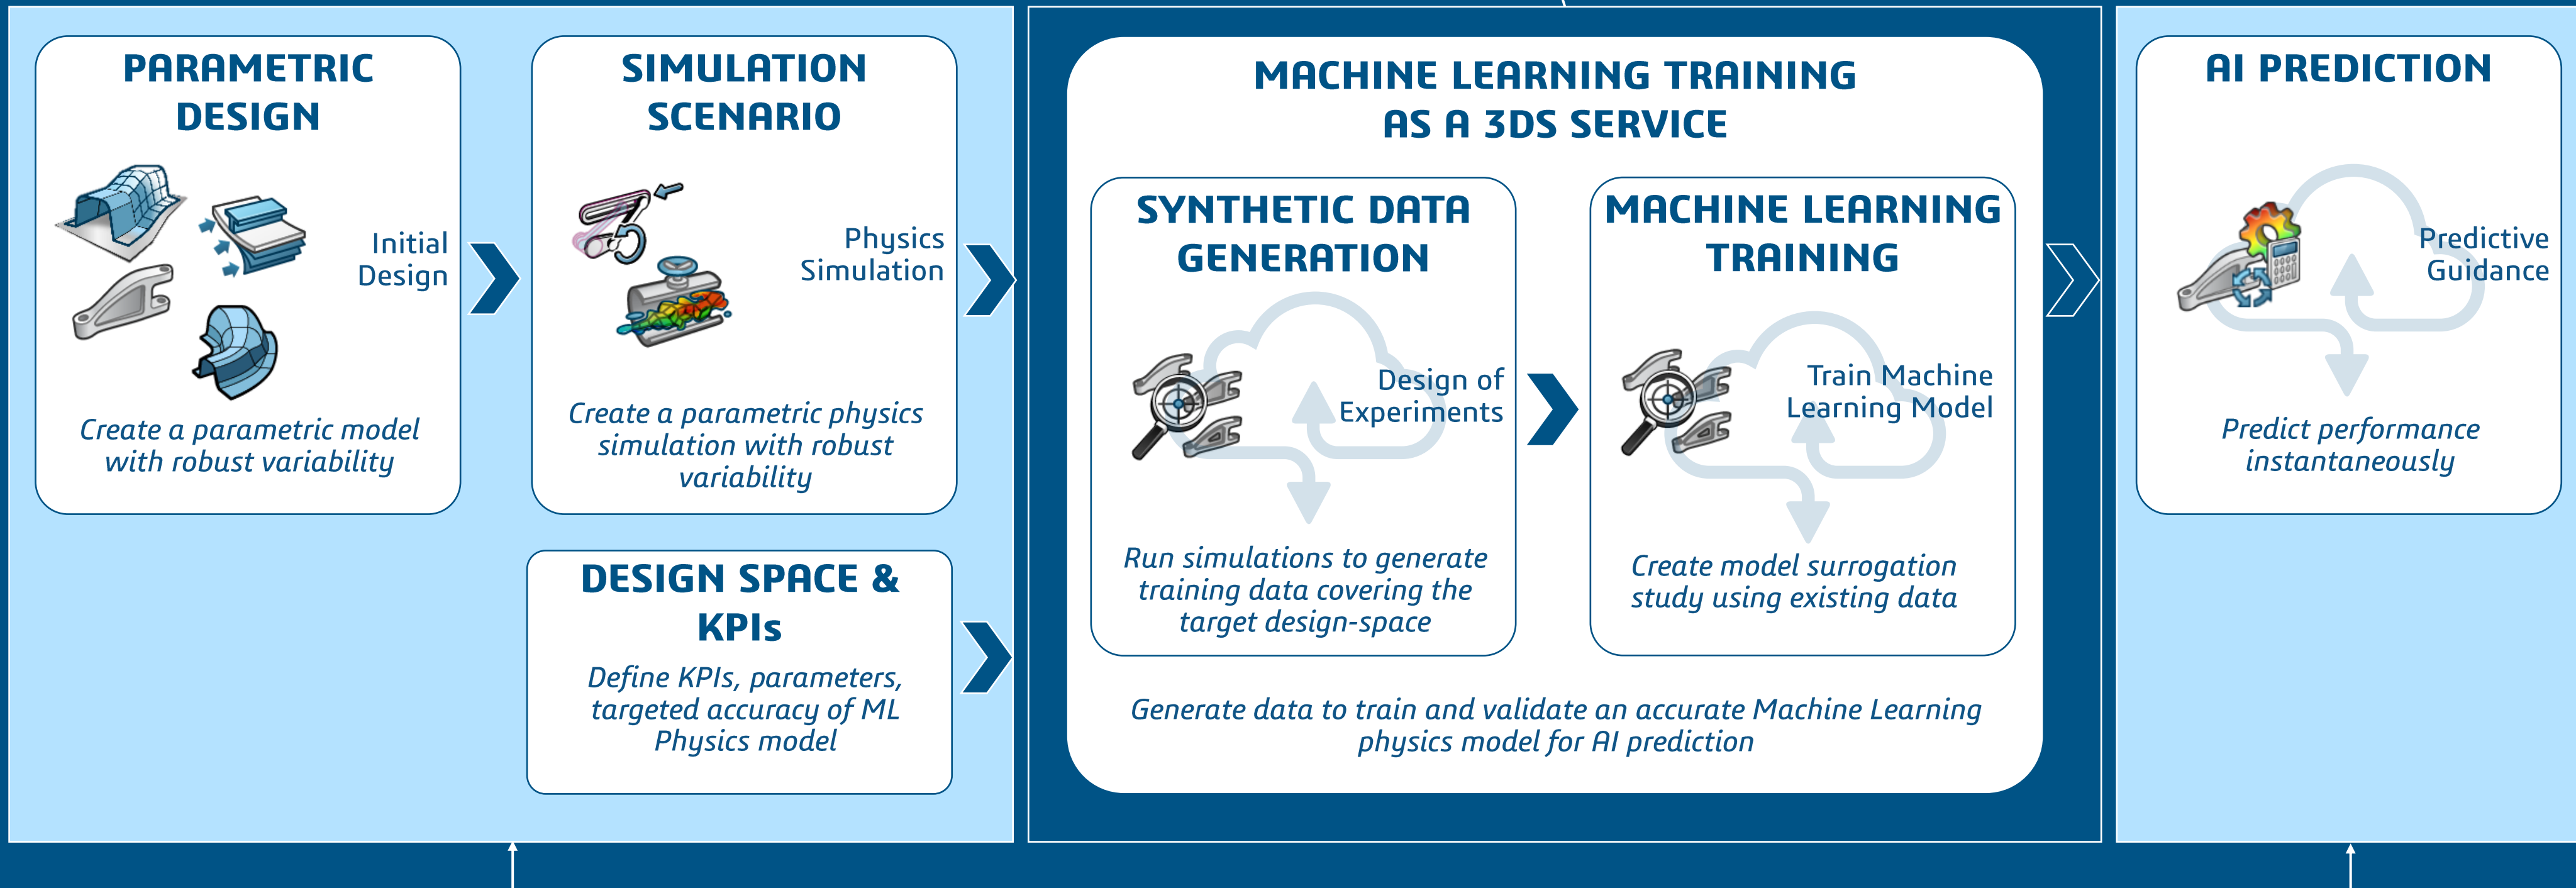 PARAMETRIC
DESIGN
Initial
Design
Create a parametric model
with robust variability
SIMULATION
SCENARIO
Physics
Simulation
Create a parametric physics
simulation with robust
variability
DESIGN SPACE &
KPIs
Define KPIs, parameters,
targeted accuracy of ML
Physics model
MACHINE LEARNING TRAINING
AS A 3DS SERVICE
SYNTHETIC DATA
GENERATION
Design of
Experiments
Run simulations to generate
training data covering the
target design-space
MACHINE LEARNING
TRAINING
Train Machine
Learning Model
Create model surrogation
study using existing data
Generate data to train and validate an accurate Machine Learning
physics model for AI prediction
AI PREDICTION
Predictive
Guidance
Predict performance
instantaneously